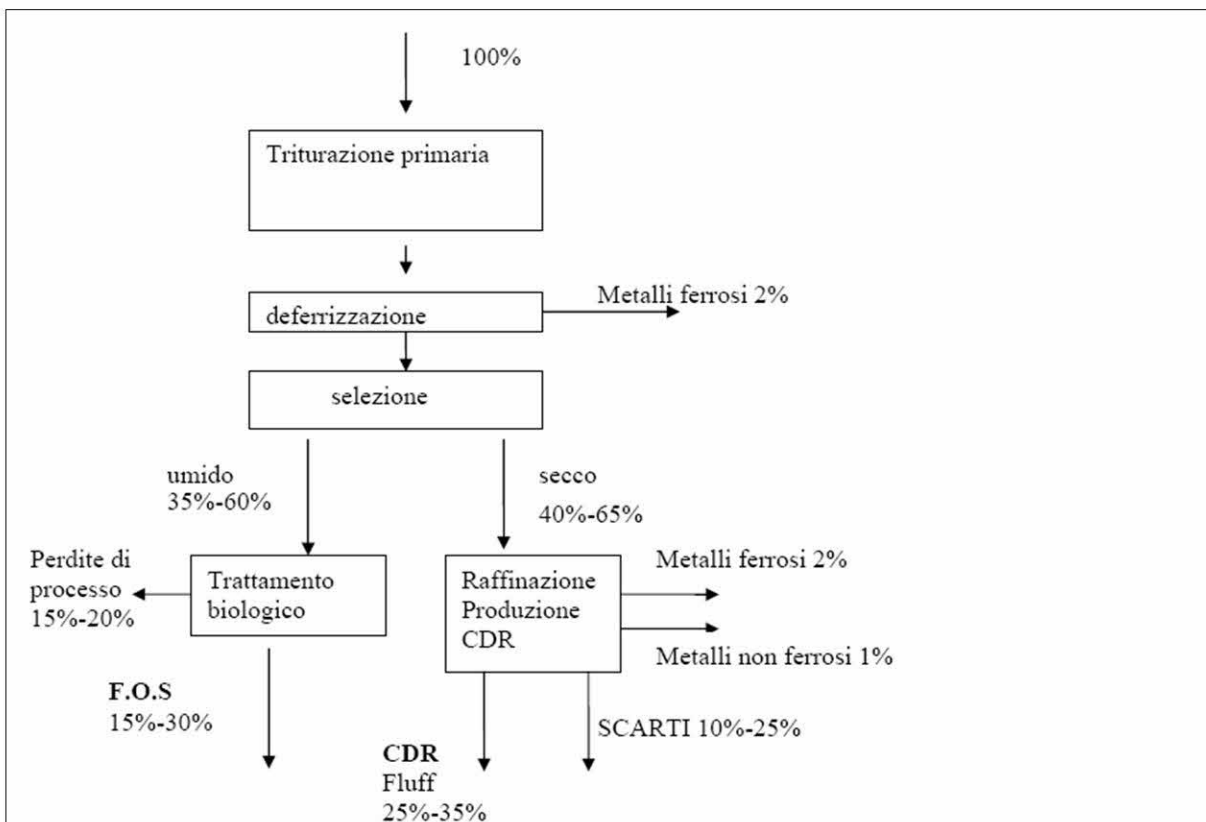 100%
Triturazione primaria
Metalli ferrosi 2%
deferrizzazione
selezione
umido
35%-60%
secco
40%-65%
Perdite di
processo
15%-20%
Trattamento
biologico
Raffinazione
Produzione
CDR
Metalli ferrosi 2%
Metalli non ferrosi 1%
F.O.S
15%-30%
SCARTI 10%-25%
CDR
Fluff
25%-35%